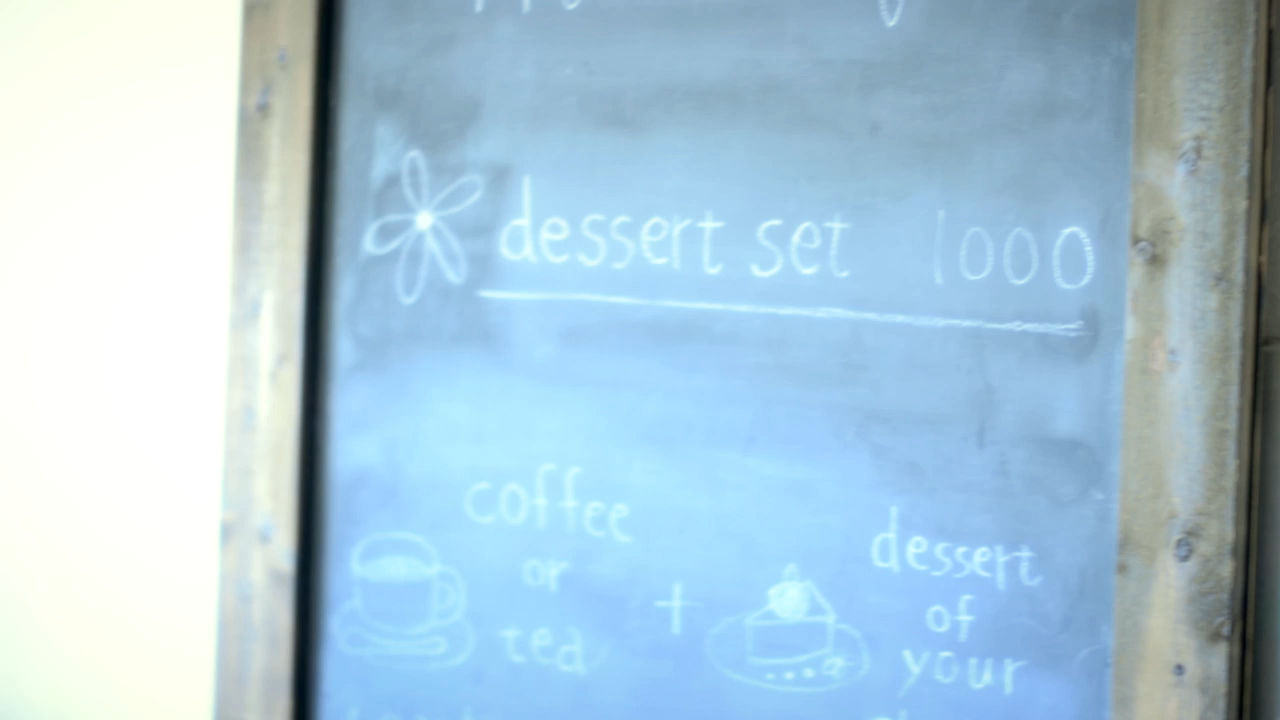 dessert set 1000
coffee
or
tea
+
dessert
of
your